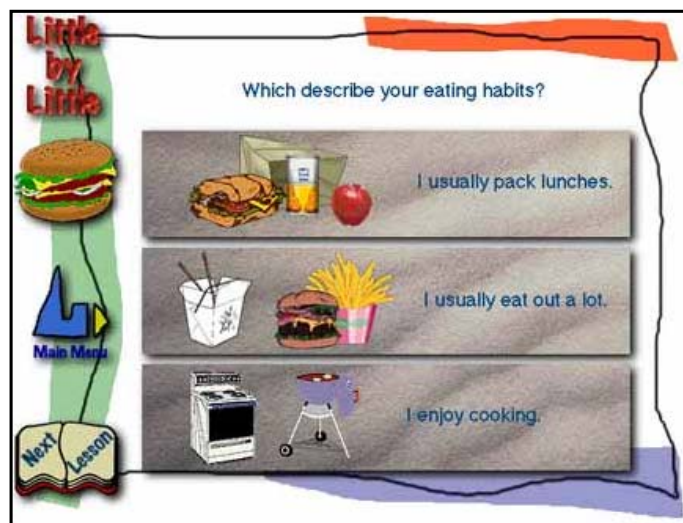 Little
by
Little
Which describe your eating habits?
I usually pack lunches.
I usually eat out a lot.
Main Menu
I enjoy cooking.
Next Lesson